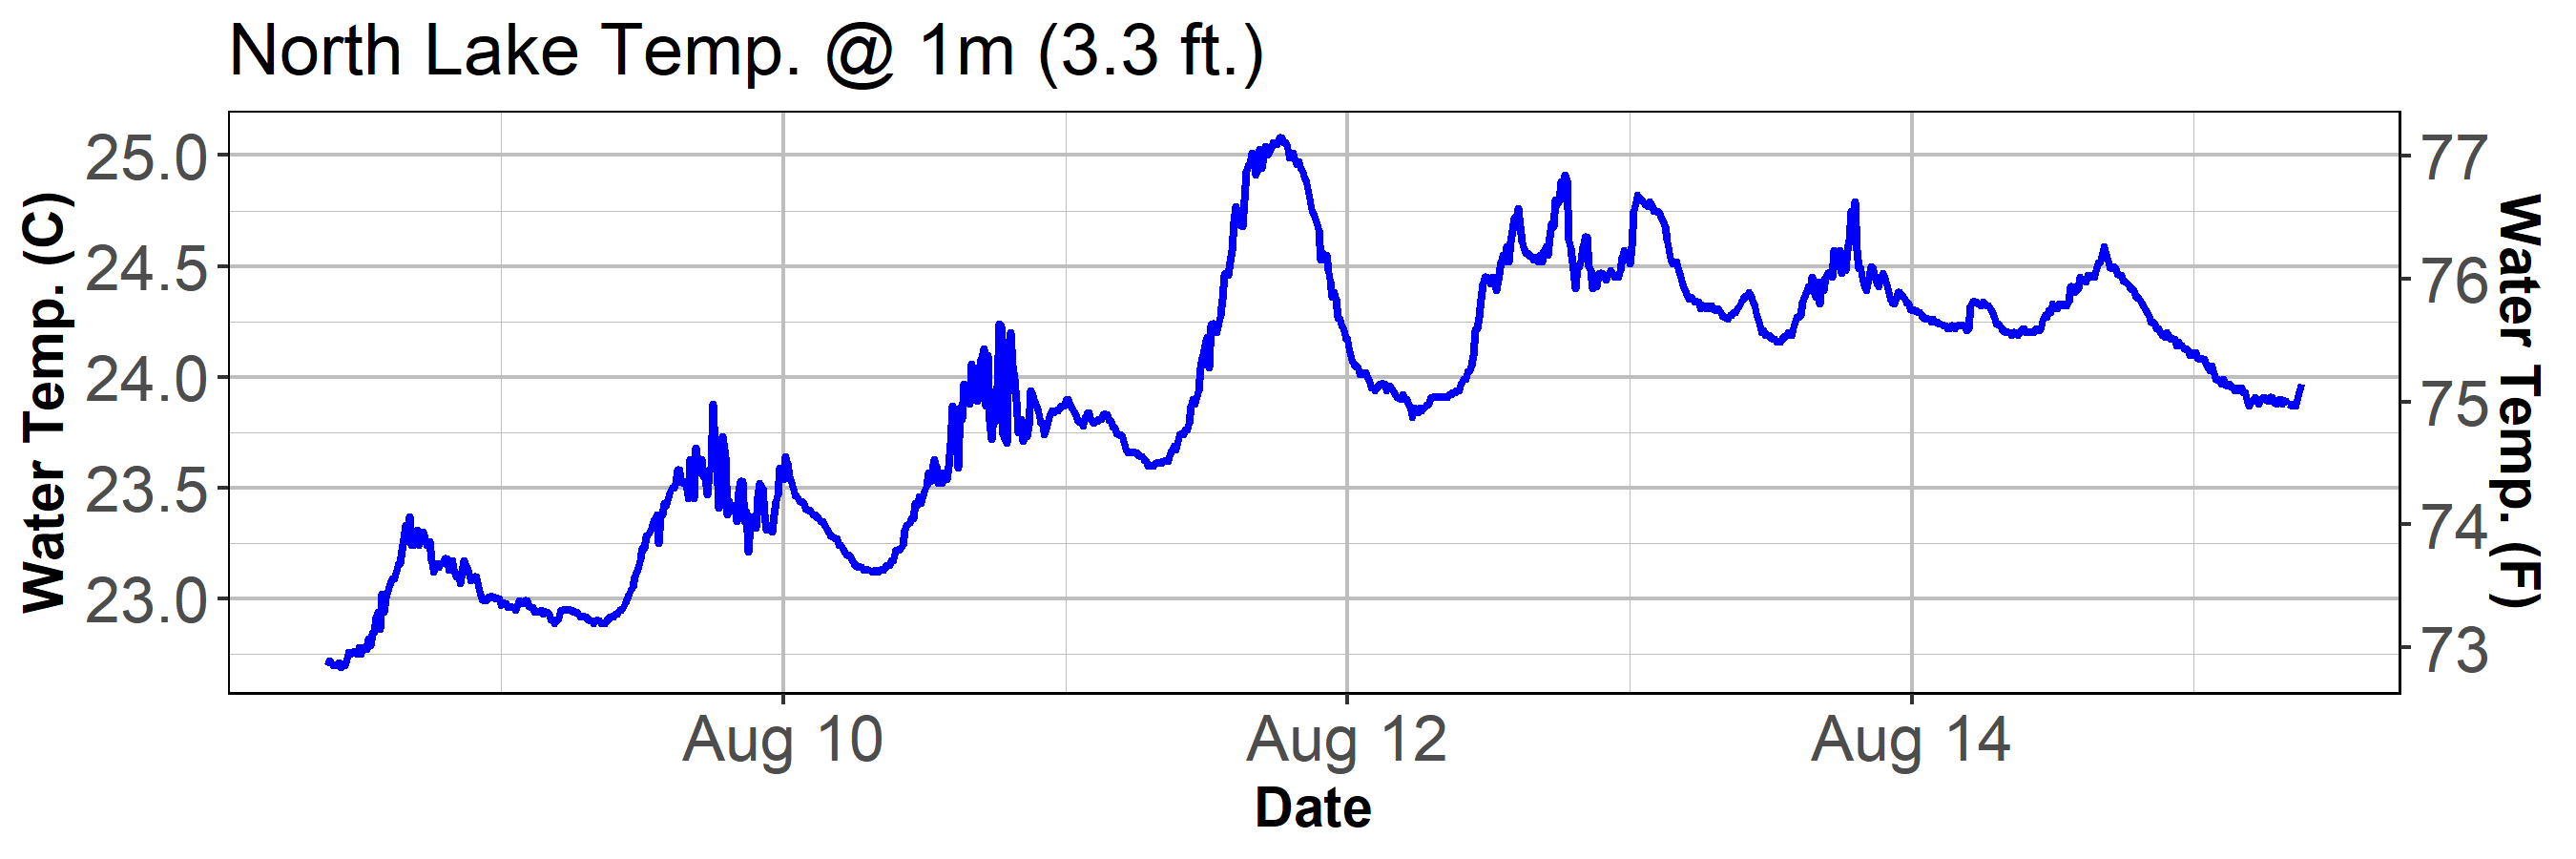 North Lake Temp. @ 1m (3.3 ft.)
Water Temp. (C)
25.0
24.5
24.0
23.5
23.0
77
76
75
74
73
Water Temp. (F)
Aug 10
Aug 12
Aug 14
Date